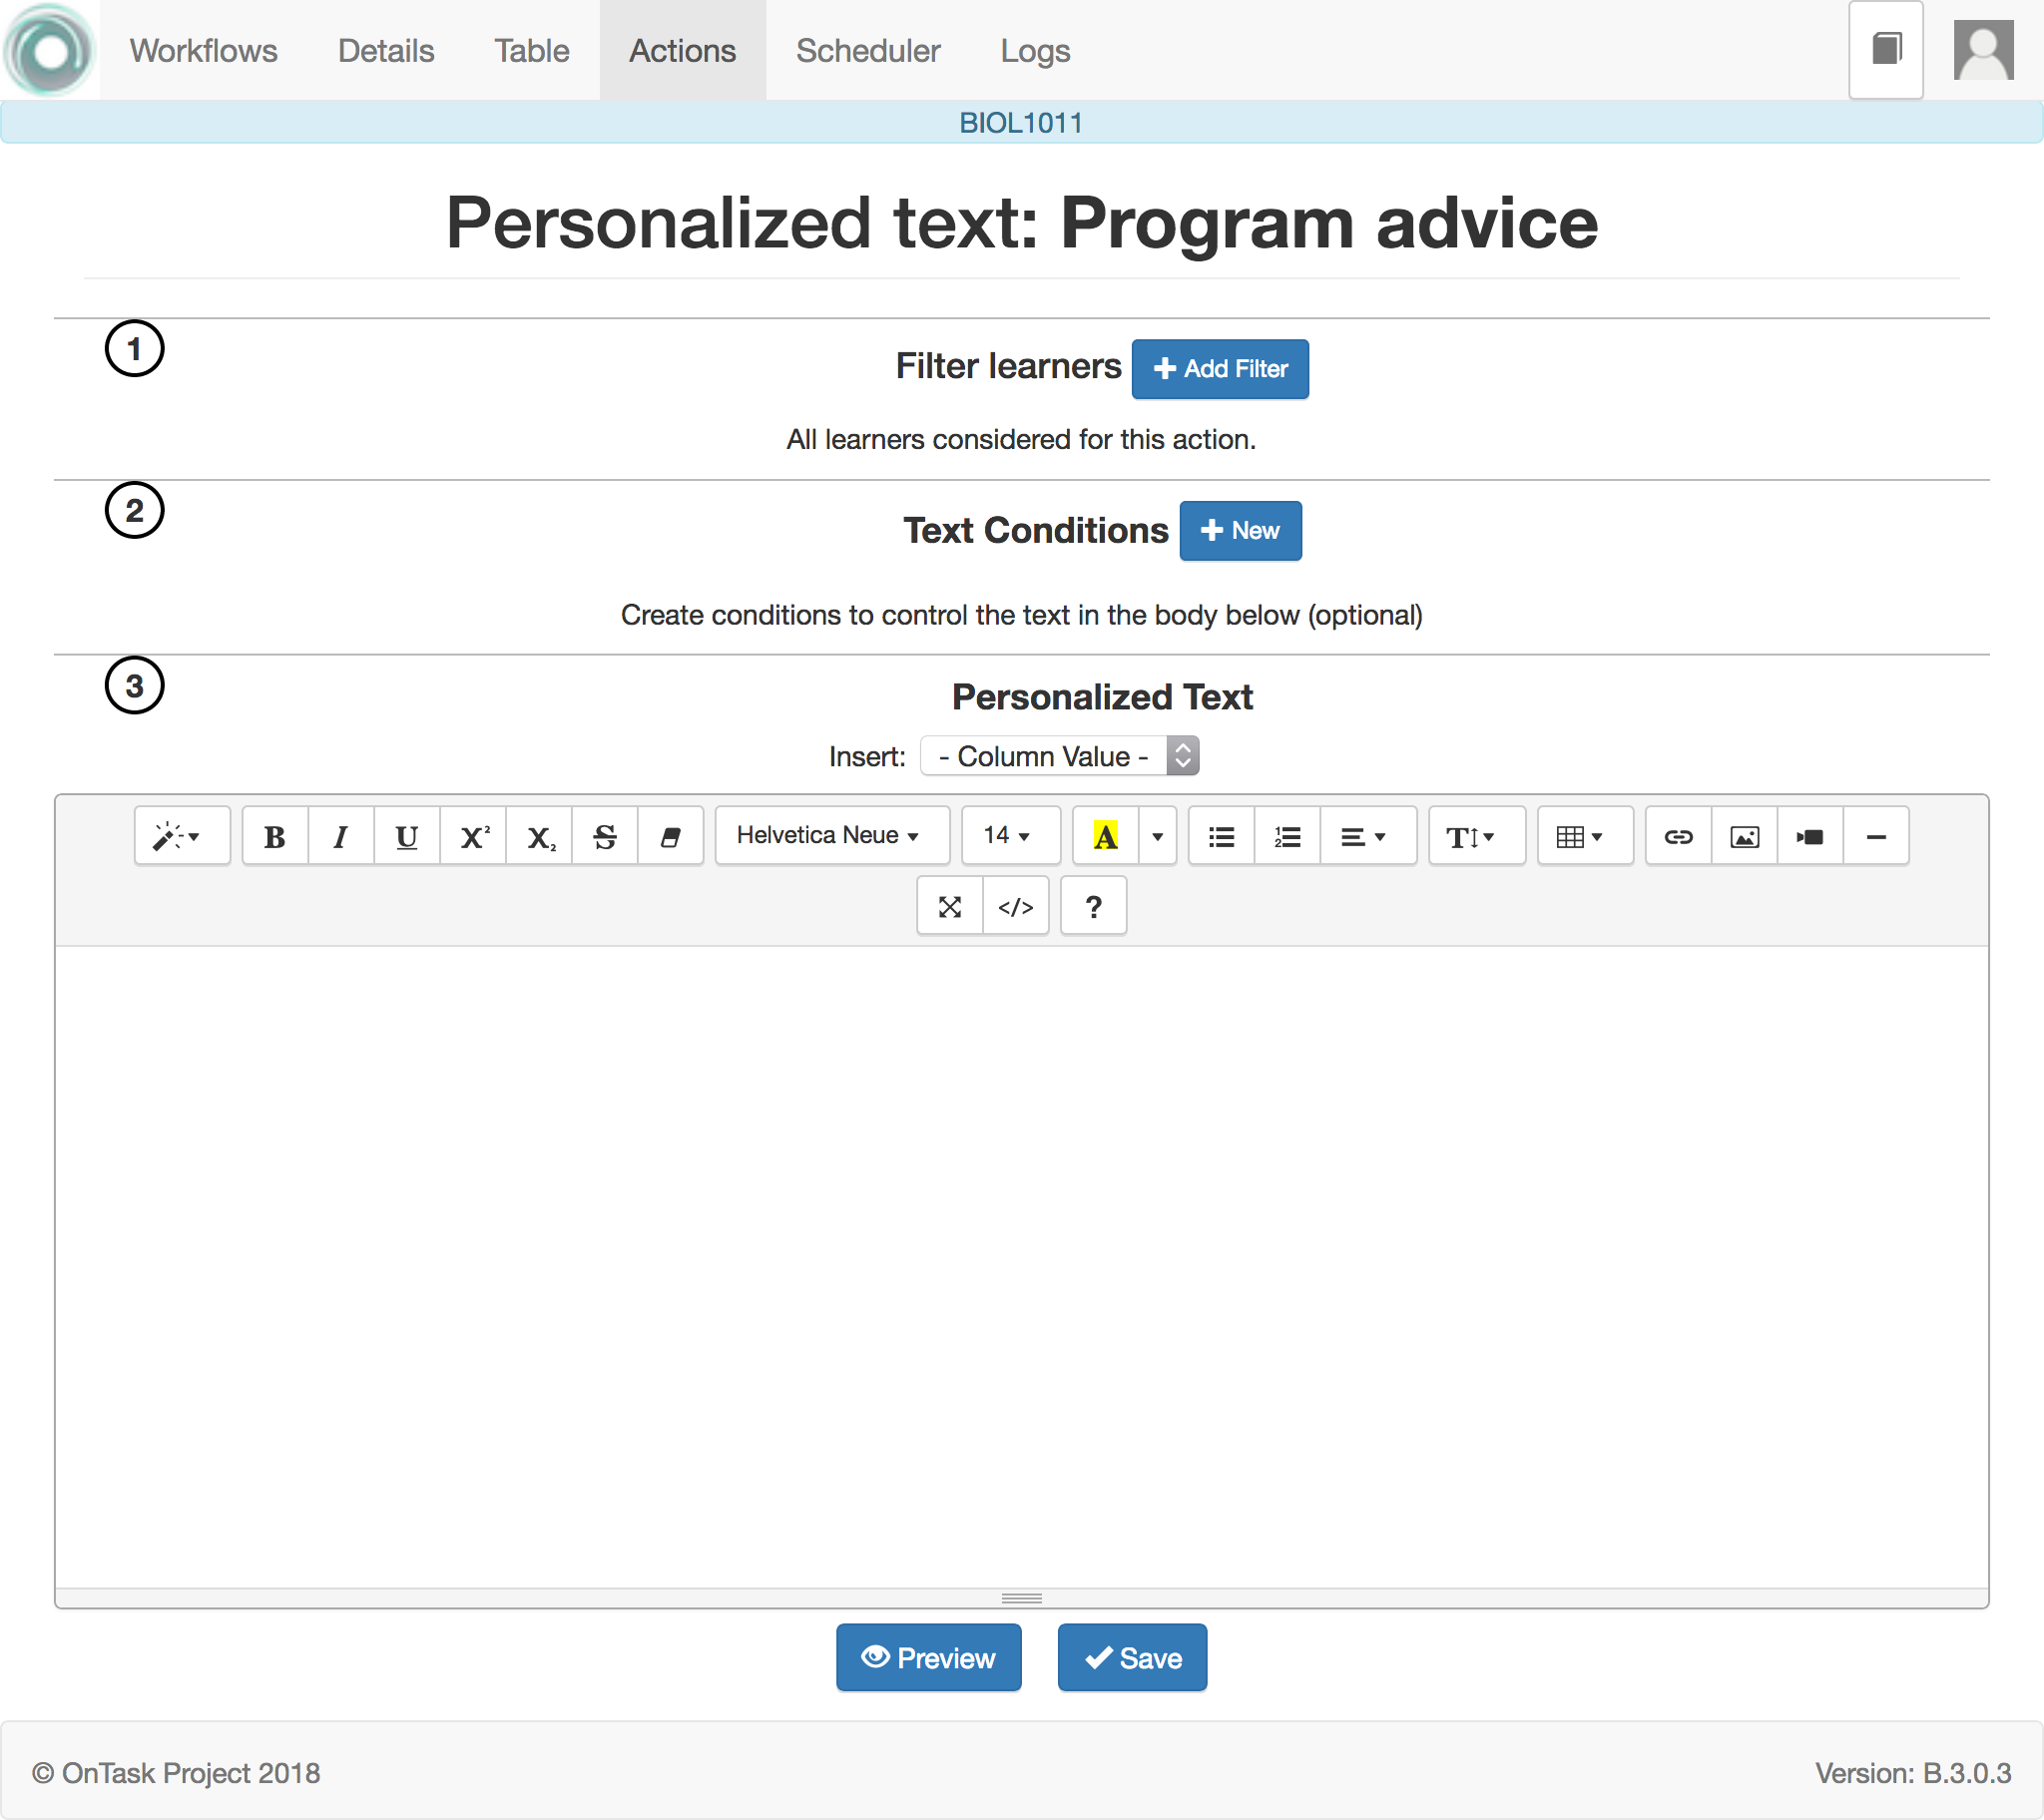 Workflows Details Table Actions Scheduler Logs
BIOL1011
Personalized text: Program advice
1
Filter learners Add Filter
All learners considered for this action.
2
Text Conditions New
Create conditions to control the text in the body below (optional)
3
Personalized Text
Insert: - Column Value -
B I U X² X₂ S Helvetica Neue 14 A T
</> ?
Preview Save
© OnTask Project 2018 Version: B.3.0.3